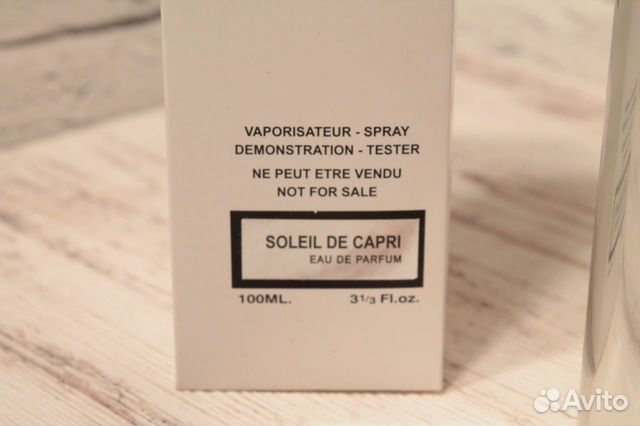 VAPORISATEUR - SPRAY
DEMONSTRATION - TESTER
NE PEUT ETRE VENDU
NOT FOR SALE
SOLEIL DE CAPRI
EAU DE PARFUM
100ML. 3 1/3 Fl.oz.
Avito